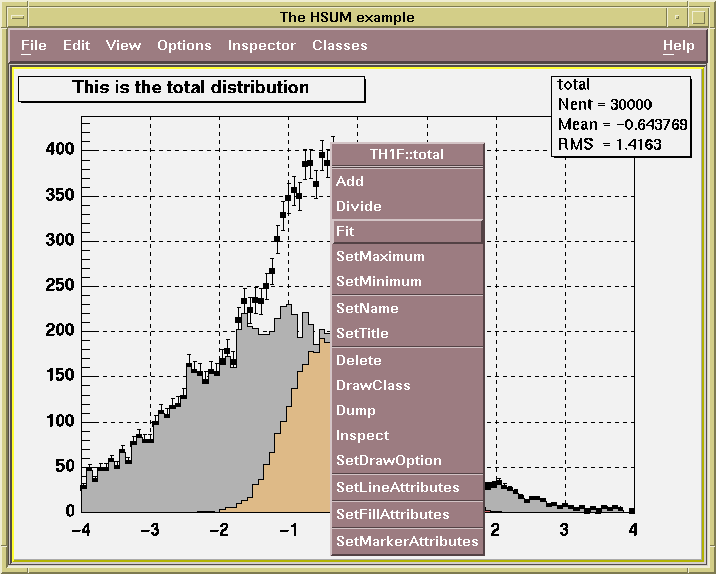 The HSUM example
File Edit View Options Inspector Classes Help
This is the total distribution
total
Nent = 30000
Mean = -0.643769
RMS = 1.4163
400
350
300
250
200
150
100
50
0
-4 -3 -2 -1 2 3 4
TH1F::total
Add
Divide
Fit
SetMaximum
SetMinimum
SetName
SetTitle
Delete
DrawClass
Dump
Inspect
SetDrawOption
SetLineAttributes
SetFillAttributes
SetMarkerAttributes